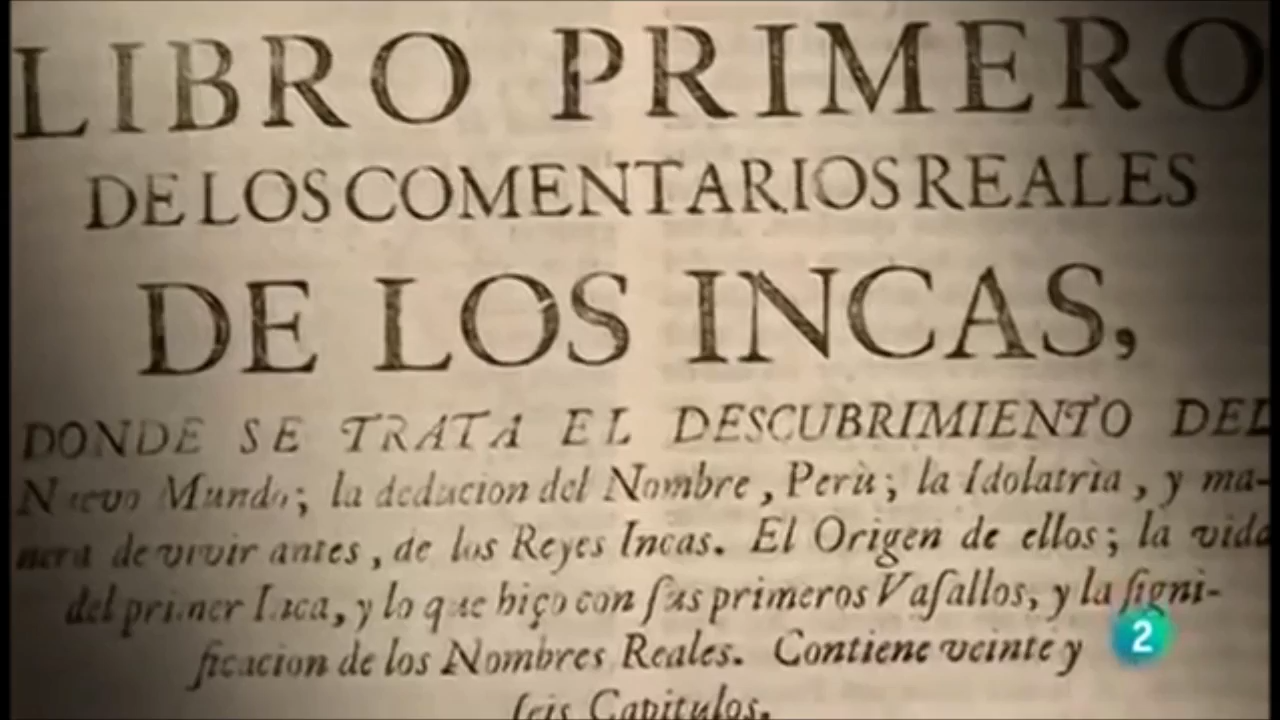 LIBRO PRIMERO
DE LOS COMENTARIOS REALES
DE LOS INCAS,
DONDE SE TRATA EL DESCUBRIMIENTO DEL
Nuevo Mundo; la deducion del Nombre, Perù; la Idolatrìa, y ma-
nera de vivir antes, de los Reyes Incas. El Origen de ellos; la vida
del primer Inca, y lo que hiço con ſus primeros Vaſallos, y la ſigni-
ficacion de los Nombres Reales. Contiene veinte y
2
ſeis Capitulos.